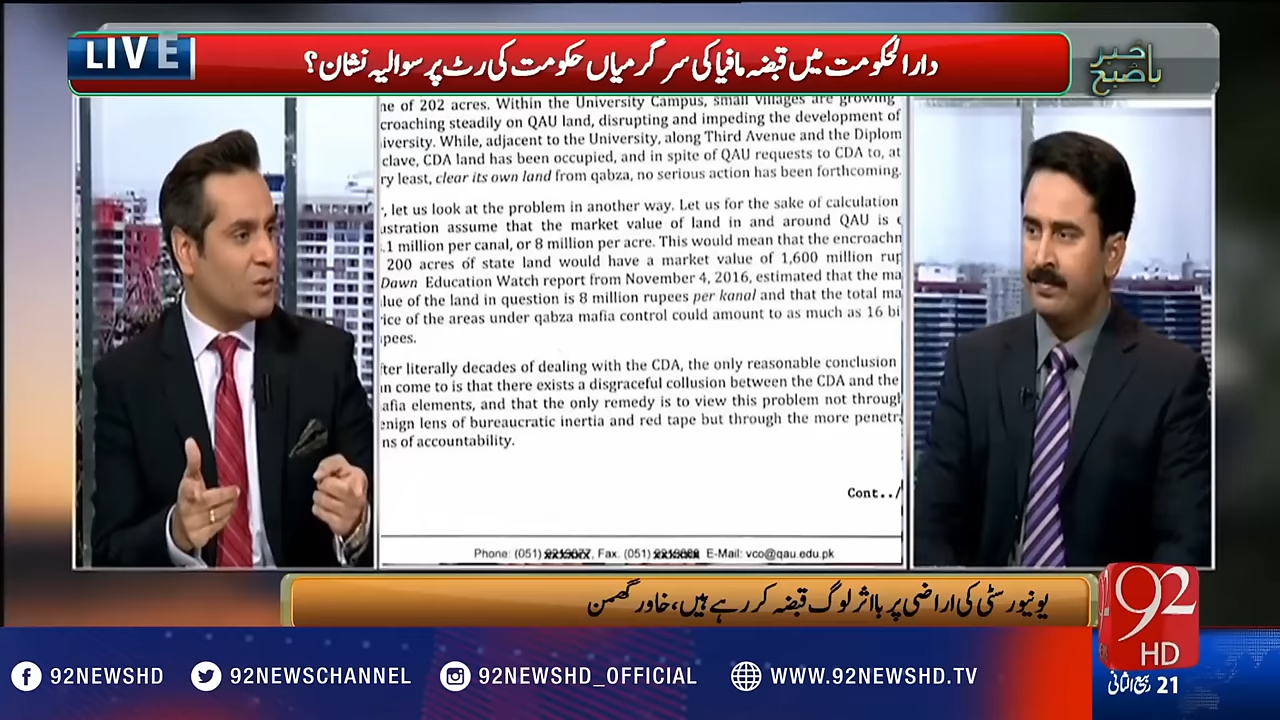 LIVE
دارالحکومت میں قبضہ مافیا کی سرگرمیاں حکومت کی رٹ پر سوالیہ نشان؟
باخبر
صبح
ne of 202 acres. Within the University Campus, small villages are growing
croaching steadily on QAU land, disrupting and impeding the development of
iversity. While, adjacent to the University, along Third Avenue and the Diplom
clave, CDA land has been occupied, and in spite of QAU requests to CDA to, at
ry least, clear its own land from qabza, no serious action has been forthcoming.
, let us look at the problem in another way. Let us for the sake of calculation
ustration assume that the market value of land in and around QAU is
.1 million per canal, or 8 million per acre. This would mean that the encroachn
200 acres of state land would have a market value of 1,600 million rup
Dawn Education Watch report from November 4, 2016, estimated that the ma
lue of the land in question is 8 million rupees per kanal and that the total ma
ice of the areas under qabza mafia control could amount to as much as 16 bi
pees.
fter literally decades of dealing with the CDA, the only reasonable conclusion
n come to is that there exists a disgraceful collusion between the CDA and the
afia elements, and that the only remedy is to view this problem not through
enign lens of bureaucratic inertia and red tape but through the more penetr
ns of accountability.
Cont../
Phone: (051) , Fax. (051) E-Mail: vco@qau.edu.pk
یونیورسٹی کی اراضی پر بااثر لوگ قبضہ کر رہے ہیں، خاور گھمن
92
HD
21 ربیع الثانی
92NEWSHD 92NEWSCHANNEL 92NEWSHD_OFFICIAL WWW.92NEWSHD.TV